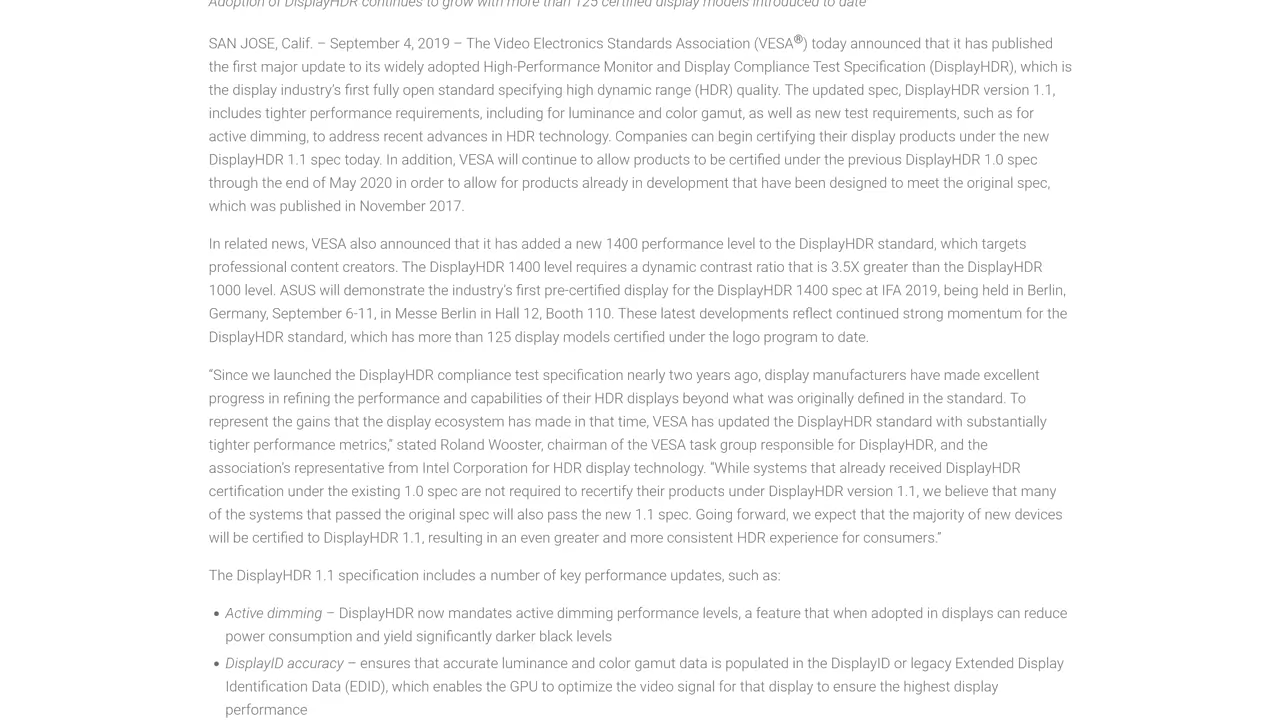 Adoption of DisplayHDR continues to grow with more than 125 certified display models introduced to date
SAN JOSE, Calif. – September 4, 2019 – The Video Electronics Standards Association (VESA®) today announced that it has published
the first major update to its widely adopted High-Performance Monitor and Display Compliance Test Specification (DisplayHDR), which is
the display industry's first fully open standard specifying high dynamic range (HDR) quality. The updated spec, DisplayHDR version 1.1,
includes tighter performance requirements, including for luminance and color gamut, as well as new test requirements, such as for
active dimming, to address recent advances in HDR technology. Companies can begin certifying their display products under the new
DisplayHDR 1.1 spec today. In addition, VESA will continue to allow products to be certified under the previous DisplayHDR 1.0 spec
through the end of May 2020 in order to allow for products already in development that have been designed to meet the original spec,
which was published in November 2017.
In related news, VESA also announced that it has added a new 1400 performance level to the DisplayHDR standard, which targets
professional content creators. The DisplayHDR 1400 level requires a dynamic contrast ratio that is 3.5X greater than the DisplayHDR
1000 level. ASUS will demonstrate the industry's first pre-certified display for the DisplayHDR 1400 spec at IFA 2019, being held in Berlin,
Germany, September 6-11, in Messe Berlin in Hall 12, Booth 110. These latest developments reflect continued strong momentum for the
DisplayHDR standard, which has more than 125 display models certified under the logo program to date.
“Since we launched the DisplayHDR compliance test specification nearly two years ago, display manufacturers have made excellent
progress in refining the performance and capabilities of their HDR displays beyond what was originally defined in the standard. To
represent the gains that the display ecosystem has made in that time, VESA has updated the DisplayHDR standard with substantially
tighter performance metrics,” stated Roland Wooster, chairman of the VESA task group responsible for DisplayHDR, and the
association's representative from Intel Corporation for HDR display technology. “While systems that already received DisplayHDR
certification under the existing 1.0 spec are not required to recertify their products under DisplayHDR version 1.1, we believe that many
of the systems that passed the original spec will also pass the new 1.1 spec. Going forward, we expect that the majority of new devices
will be certified to DisplayHDR 1.1, resulting in an even greater and more consistent HDR experience for consumers.”
The DisplayHDR 1.1 specification includes a number of key performance updates, such as:
• Active dimming – DisplayHDR now mandates active dimming performance levels, a feature that when adopted in displays can reduce
power consumption and yield significantly darker black levels
• DisplayID accuracy – ensures that accurate luminance and color gamut data is populated in the DisplayID or legacy Extended Display
Identification Data (EDID), which enables the GPU to optimize the video signal for that display to ensure the highest display
performance